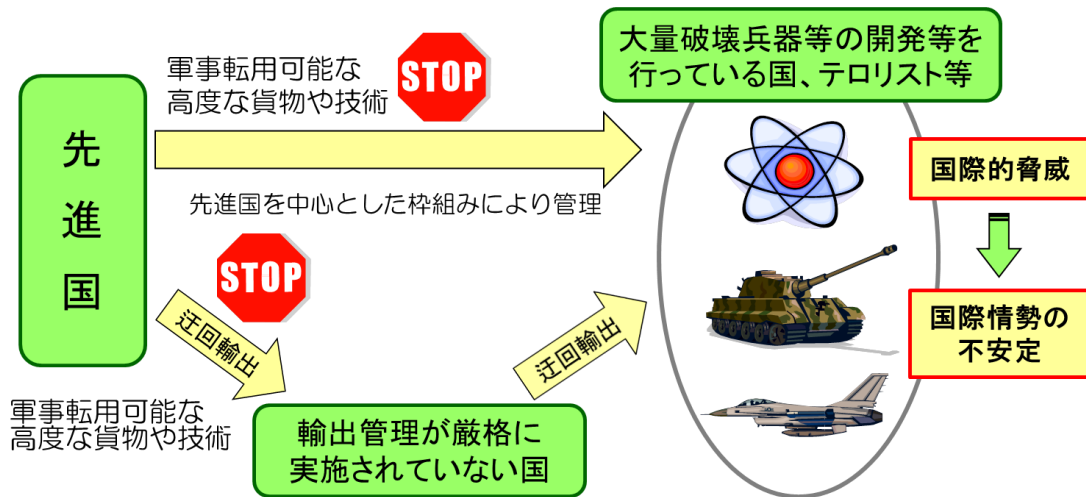 先進国
軍事転用可能な
高度な貨物や技術
STOP
先進国を中心とした枠組みにより管理
STOP
迂回輸出
軍事転用可能な
高度な貨物や技術
輸出管理が厳格に
実施されていない国
迂回輸出
大量破壊兵器等の開発等を
行っている国、テロリスト等
国際的脅威
国際情勢の
不安定